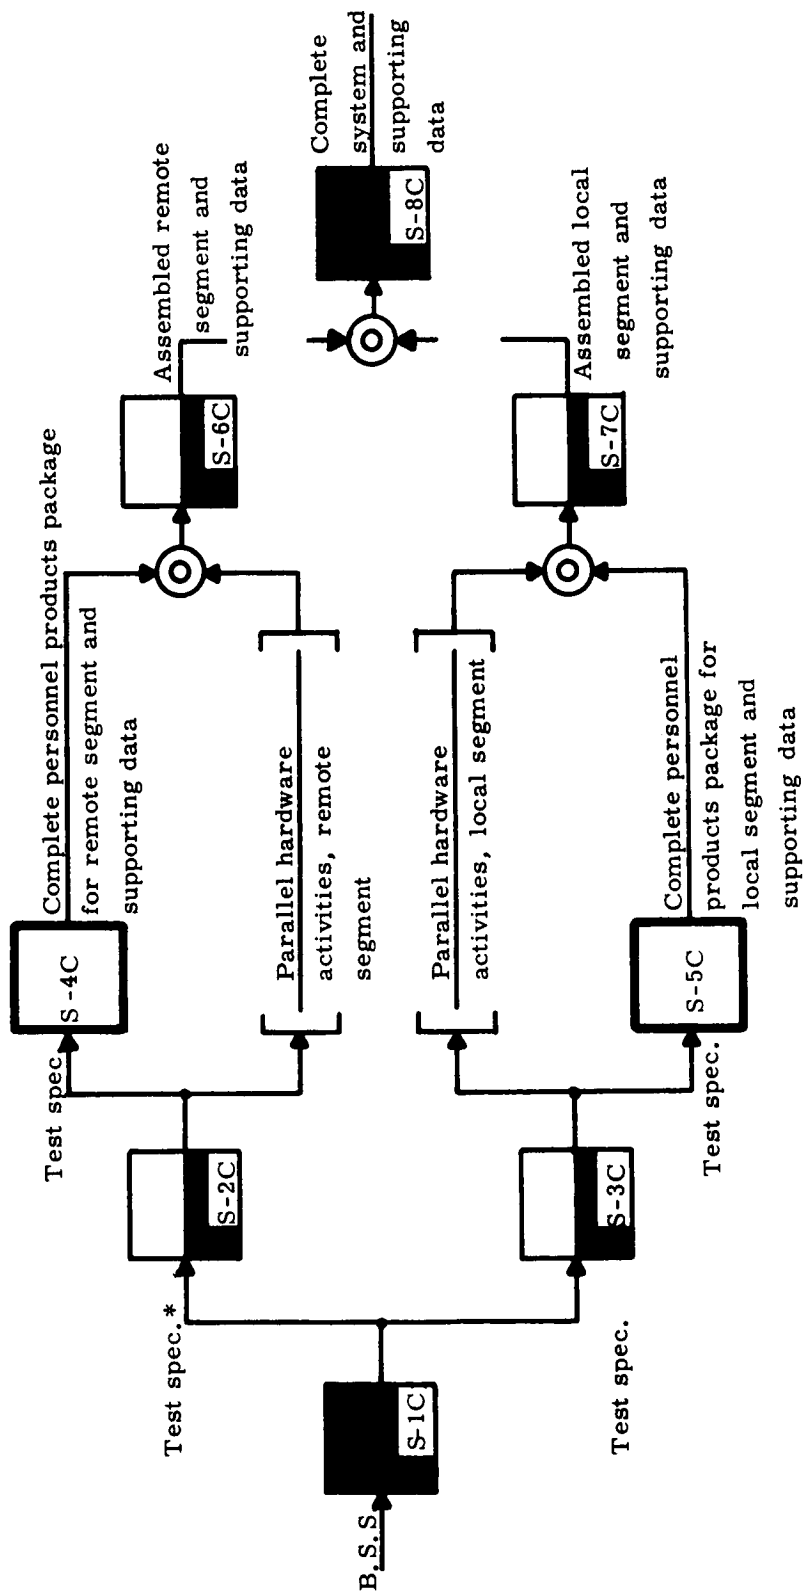 B.S.S
S-1C
Test spec.*
Test spec.
S-2C
S-3C
Test spec.
Test spec.
S-4C
Parallel hardware
activities, remote
segment
Parallel hardware
activities, local segment
S-5C
Complete personnel products package
for remote segment and
supporting data
Complete personnel
products package for
local segment and
supporting data
S-6C
S-7C
Assembled remote
segment and
supporting data
Assembled local
segment and
supporting data
S-8C
Complete
system and
supporting
data